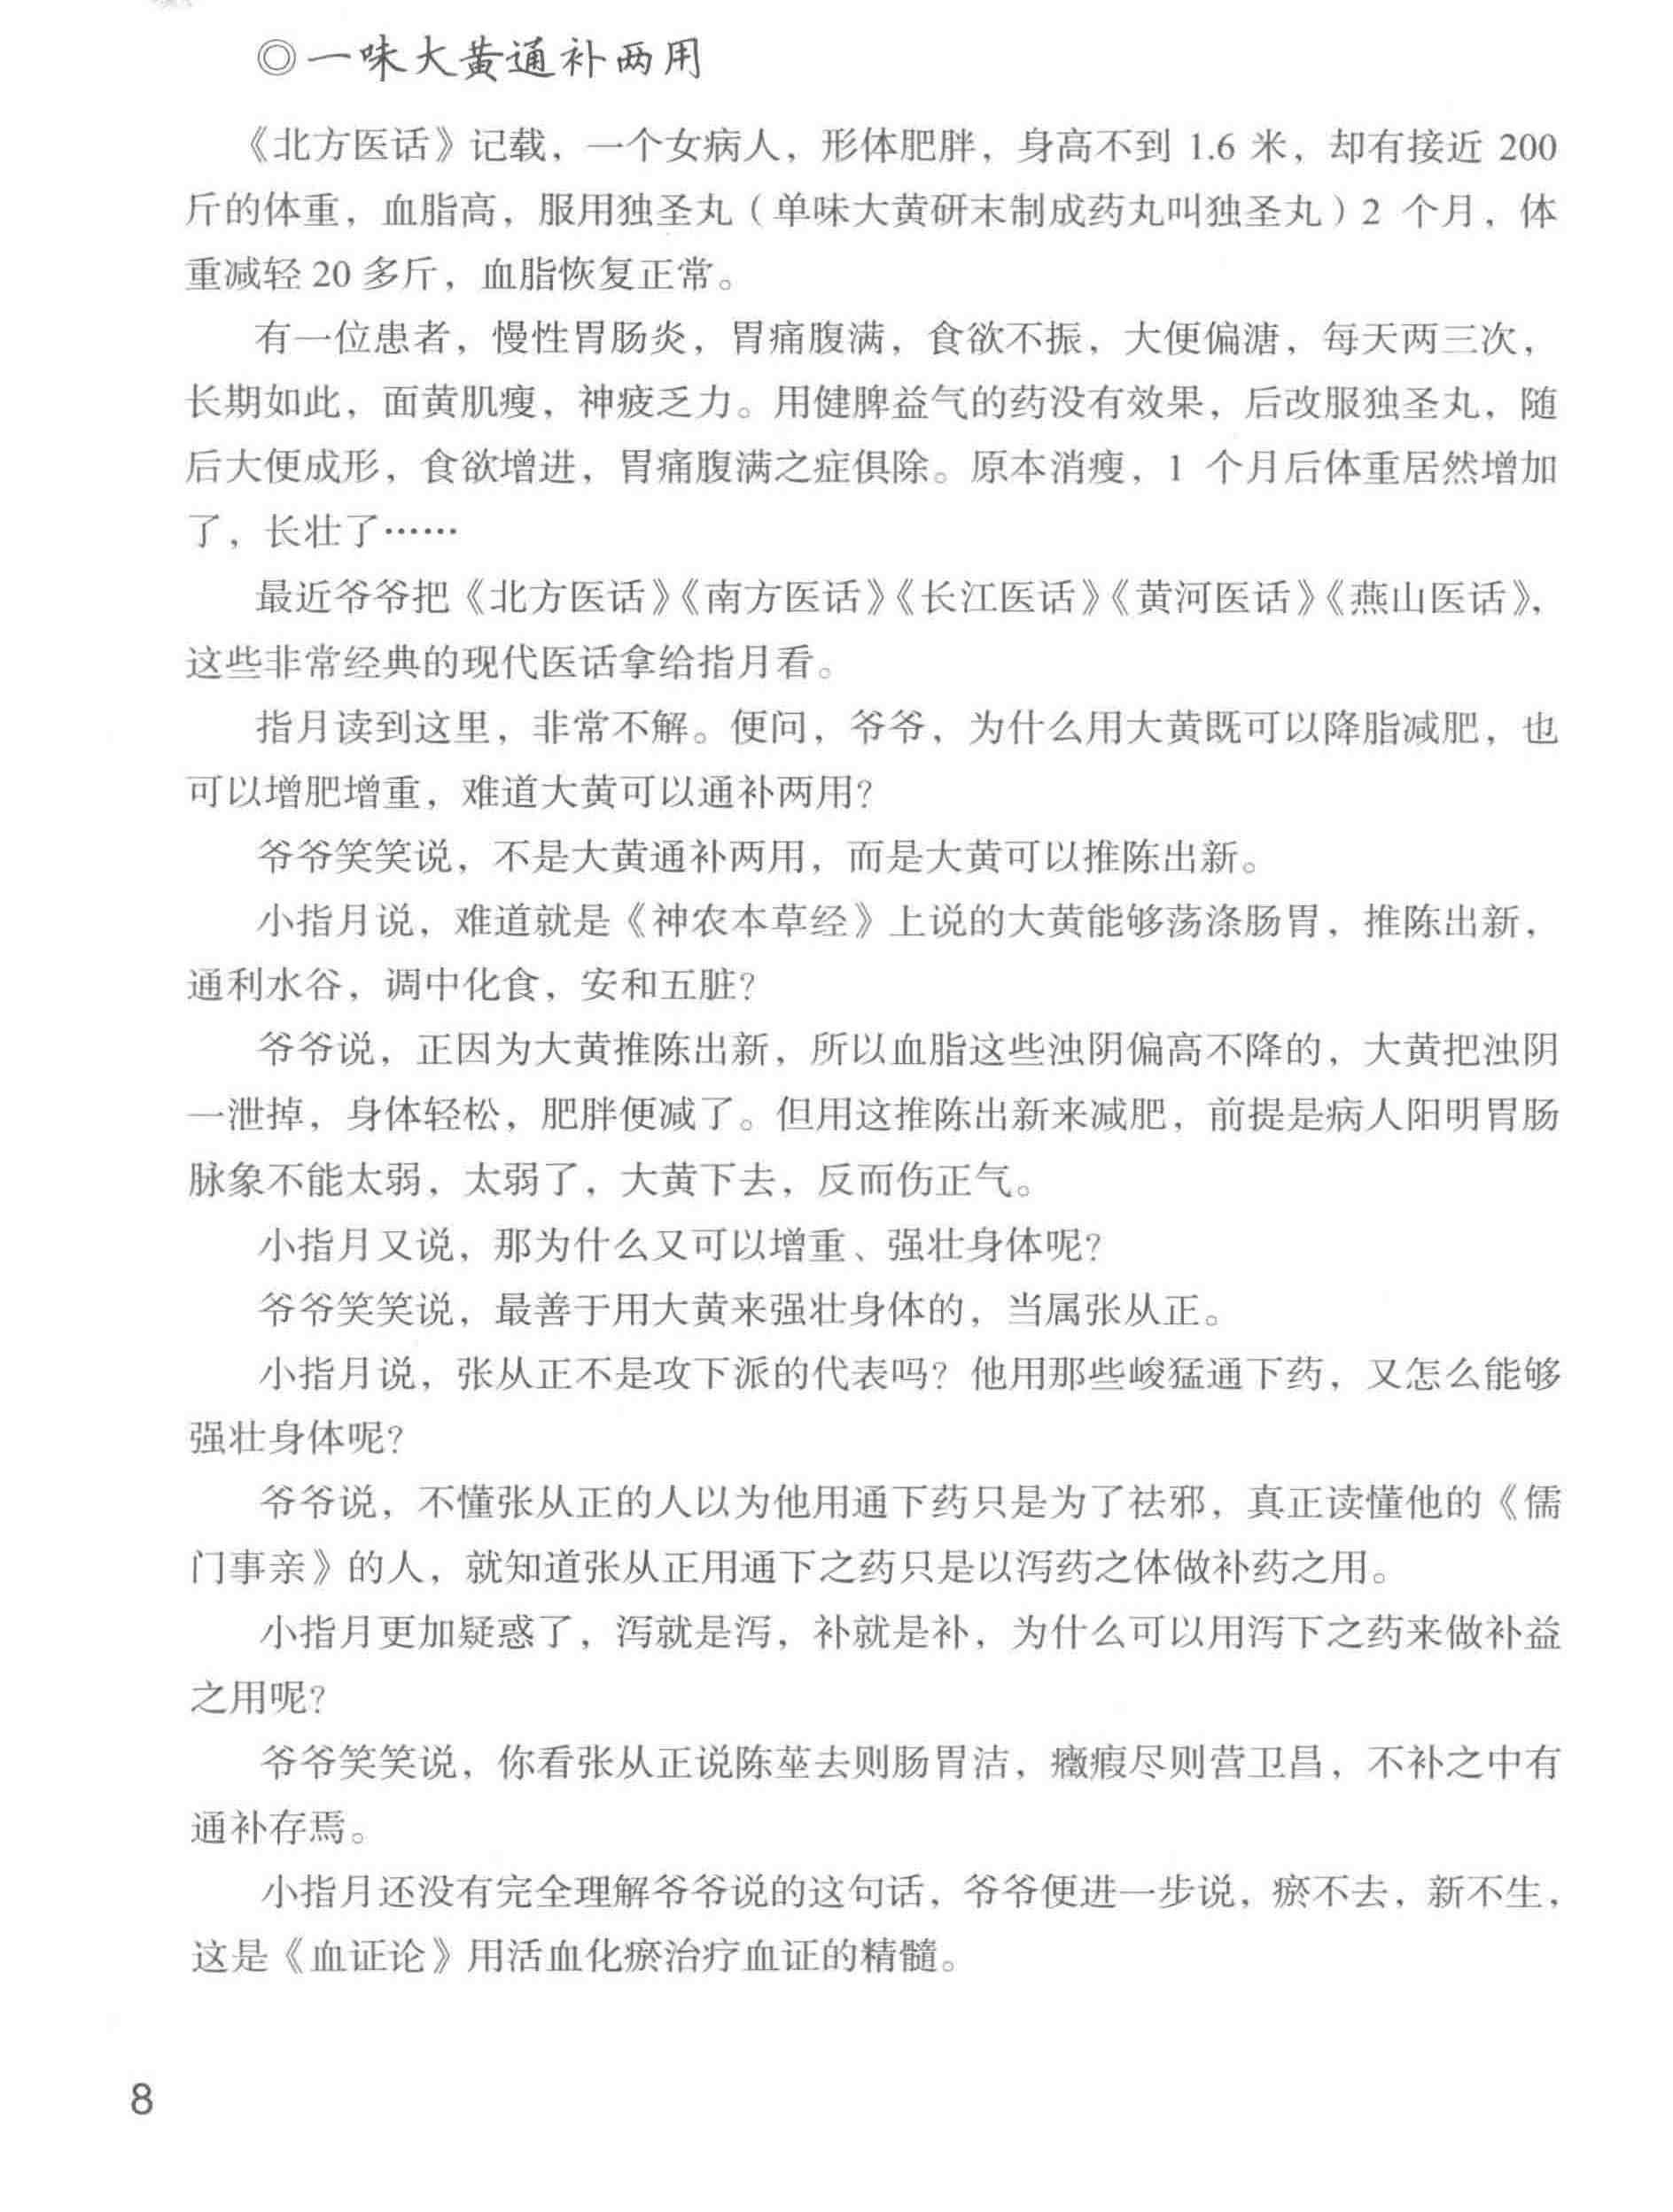 ◎一味大黄通补两用
《北方医话》记载，一个女病人，形体肥胖，身高不到 1.6 米，却有接近 200
斤的体重，血脂高，服用独圣丸（单味大黄研末制成药丸叫独圣丸）2 个月，体
重减轻 20 多斤，血脂恢复正常。
有一位患者，慢性胃肠炎，胃痛腹满，食欲不振，大便偏溏，每天两三次，
长期如此，面黄肌瘦，神疲乏力。用健脾益气的药没有效果，后改服独圣丸，随
后大便成形，食欲增进，胃痛腹满之症俱除。原本消瘦，1 个月后体重居然增加
了，长壮了……
最近爷爷把《北方医话》《南方医话》《长江医话》《黄河医话》《燕山医话》，
这些非常经典的现代医话拿给指月看。
指月读到这里，非常不解。便问，爷爷，为什么用大黄既可以降脂减肥，也
可以增肥增重，难道大黄可以通补两用？
爷爷笑笑说，不是大黄通补两用，而是大黄可以推陈出新。
小指月说，难道就是《神农本草经》上说的大黄能够荡涤肠胃，推陈出新，
通利水谷，调中化食，安和五脏？
爷爷说，正因为大黄推陈出新，所以血脂这些浊阴偏高不降的，大黄把浊阴
一泄掉，身体轻松，肥胖便减了。但用这推陈出新来减肥，前提是病人阳明胃肠
脉象不能太弱，太弱了，大黄下去，反而伤正气。
小指月又说，那为什么又可以增重、强壮身体呢？
爷爷笑笑说，最善于用大黄来强壮身体的，当属张从正。
小指月说，张从正不是攻下派的代表吗？他用那些峻猛通下药，又怎么能够
强壮身体呢？
爷爷说，不懂张从正的人以为他用通下药只是为了祛邪，真正读懂他的《儒
门事亲》的人，就知道张从正用通下之药只是以泻药之体做补药之用。
小指月更加疑惑了，泻就是泻，补就是补，为什么可以用泻下之药来做补益
之用呢？
爷爷笑笑说，你看张从正说陈莝去则肠胃洁，癥瘕尽则营卫昌，不补之中有
通补存焉。
小指月还没有完全理解爷爷说的这句话，爷爷便进一步说，瘀不去，新不生，
这是《血证论》用活血化瘀治疗血证的精髓。
8